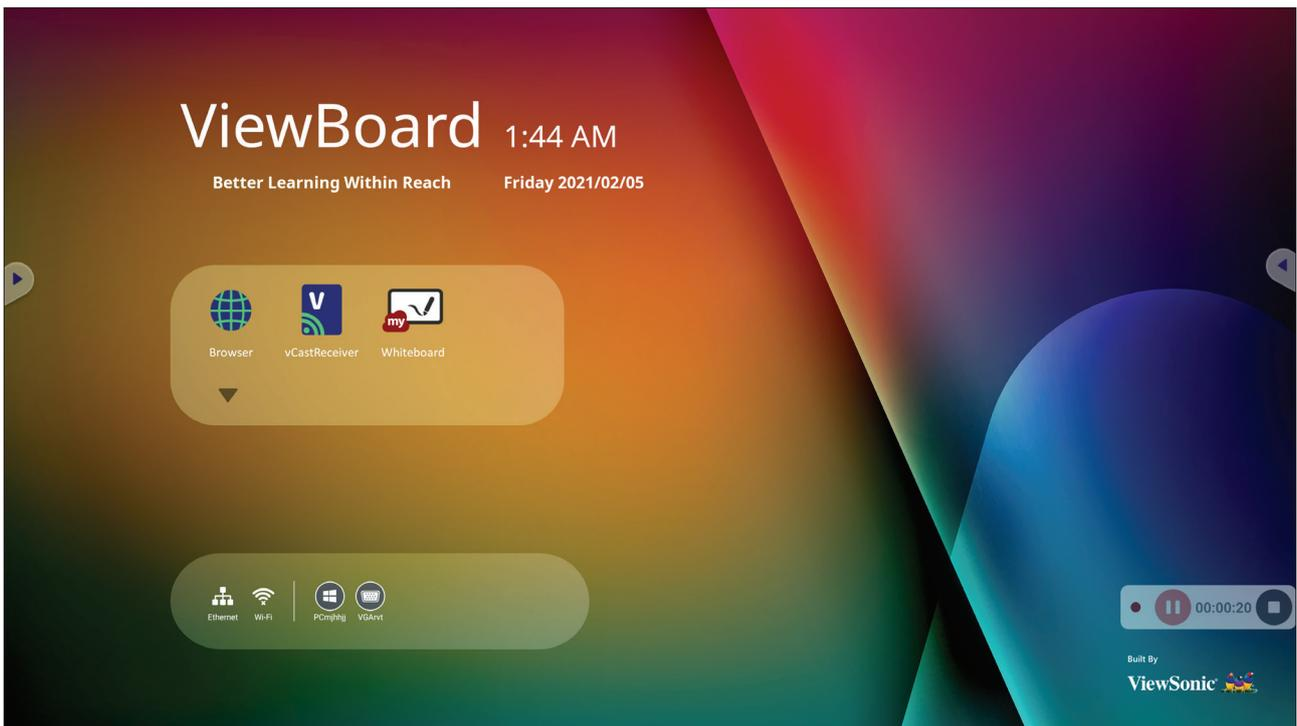 ViewBoard 1:44 AM
Better Learning Within Reach Friday 2021/02/05
V
my
Browser vCastReceiver Whiteboard
Ethernet Wi-Fi PCmjhhjj VGArvt
00:00:20
Built By
ViewSonic